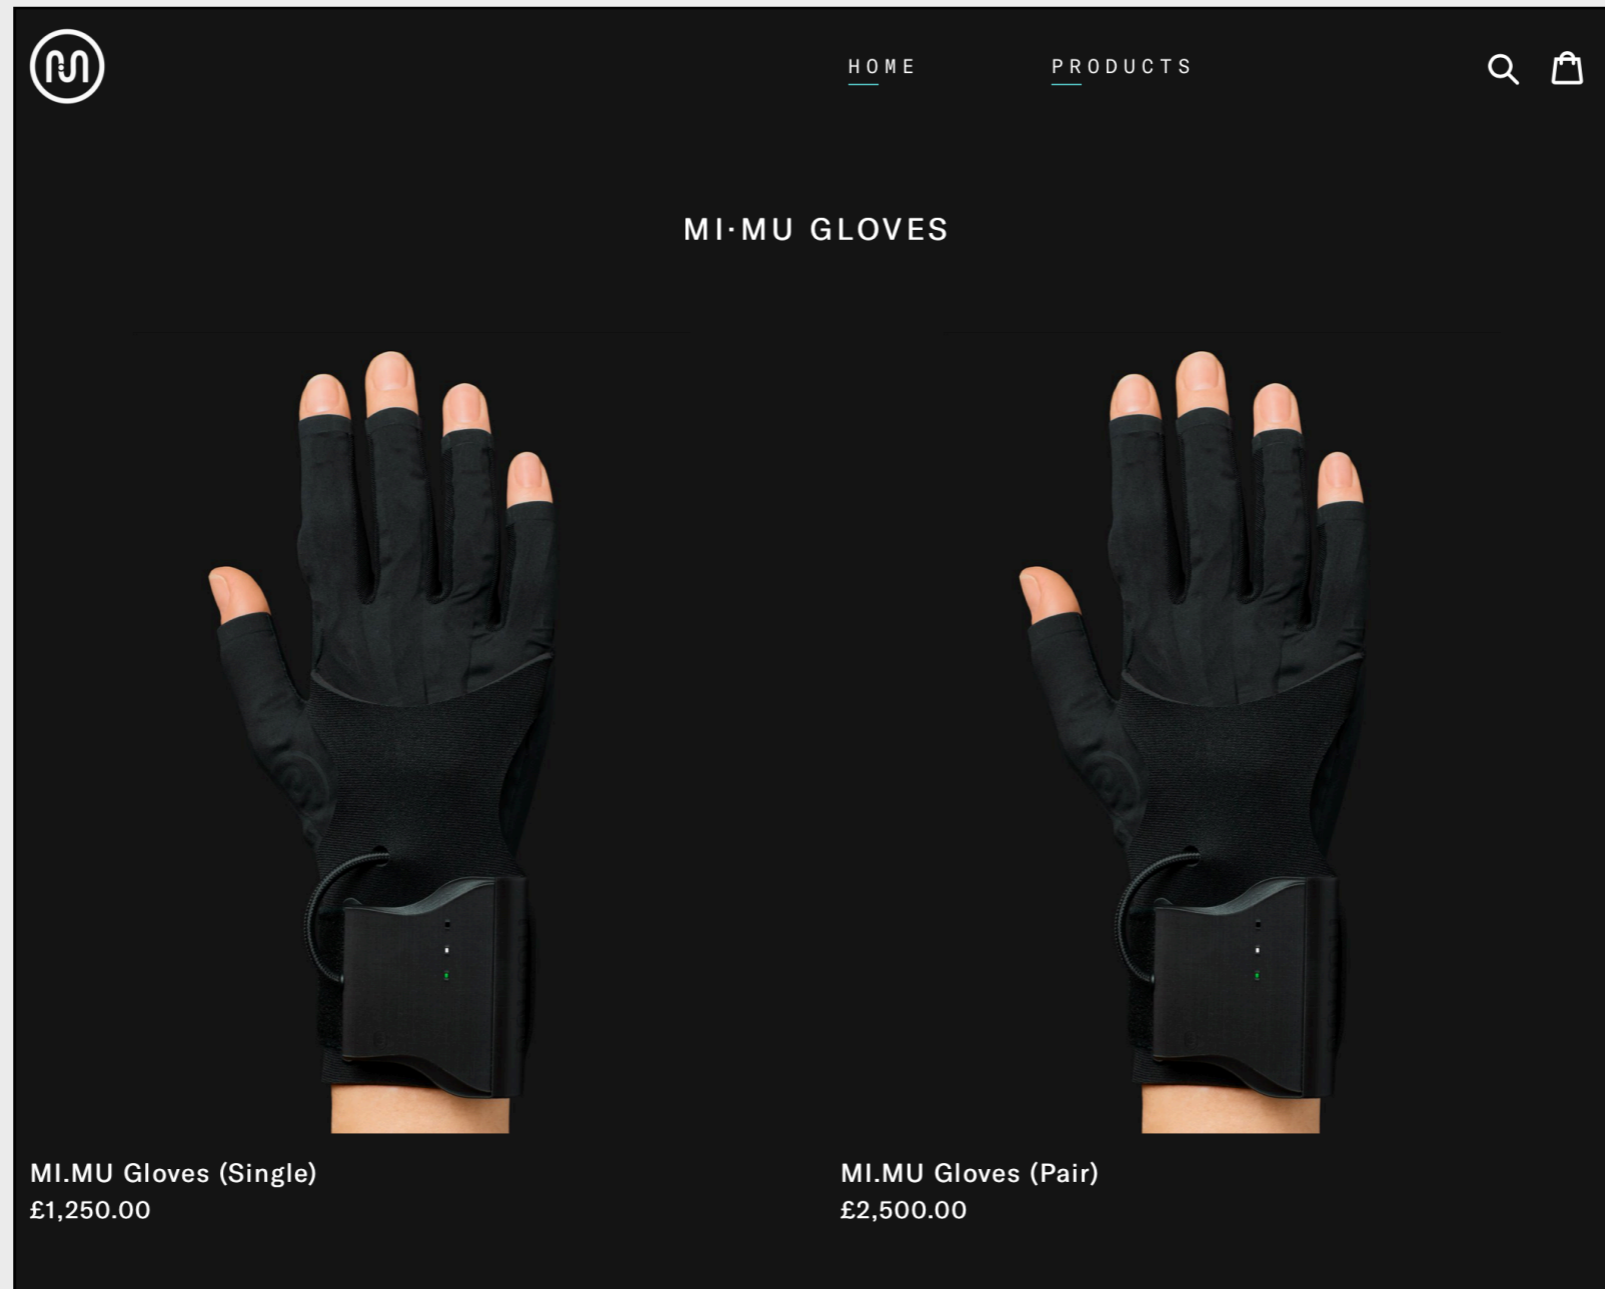 HOME
PRODUCTS
MI·MU GLOVES
MI.MU Gloves (Single)
£1,250.00
MI.MU Gloves (Pair)
£2,500.00